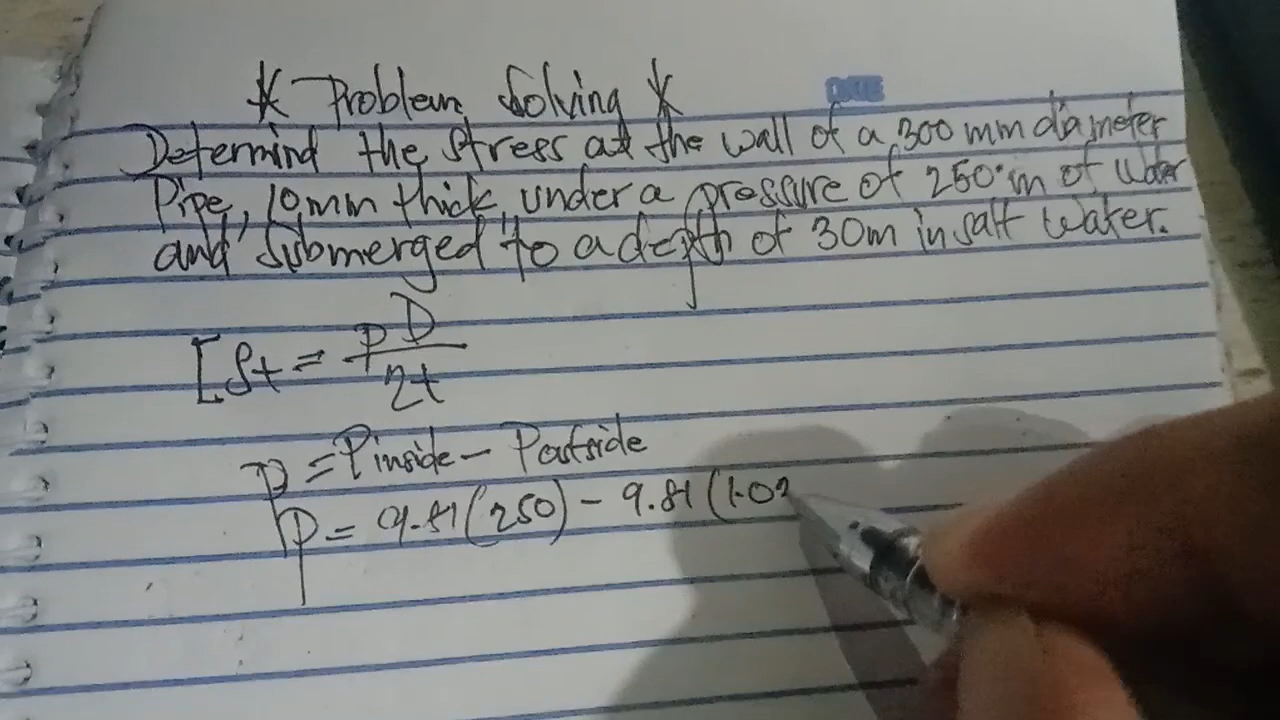 * Problem Solving *
DATE
Determind the stress at the wall of a 300 mm diameter
Pipe, 10mm thick, under a pressure of 250 m of water
and submerged to a depth of 30m in salt water.
[St = PD/2t
P = Pinside - Poutside
P = 9.81(250) - 9.81(1.03